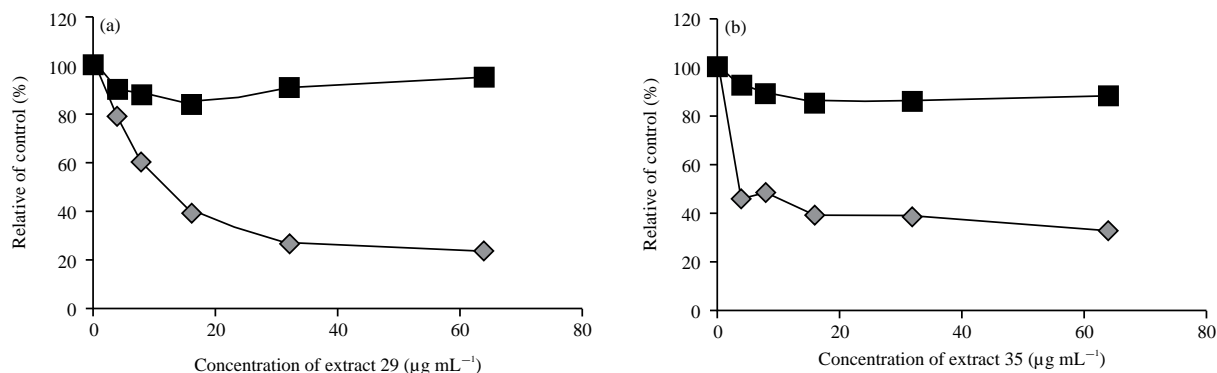 (a)
Relative of control (%)
120
100
80
60
40
20
0
0 20 40 60 80
Concentration of extract 29 (µg mL⁻¹)
(b)
Relative of control (%)
120
100
80
60
40
20
0
0 20 40 60 80
Concentration of extract 35 (µg mL⁻¹)